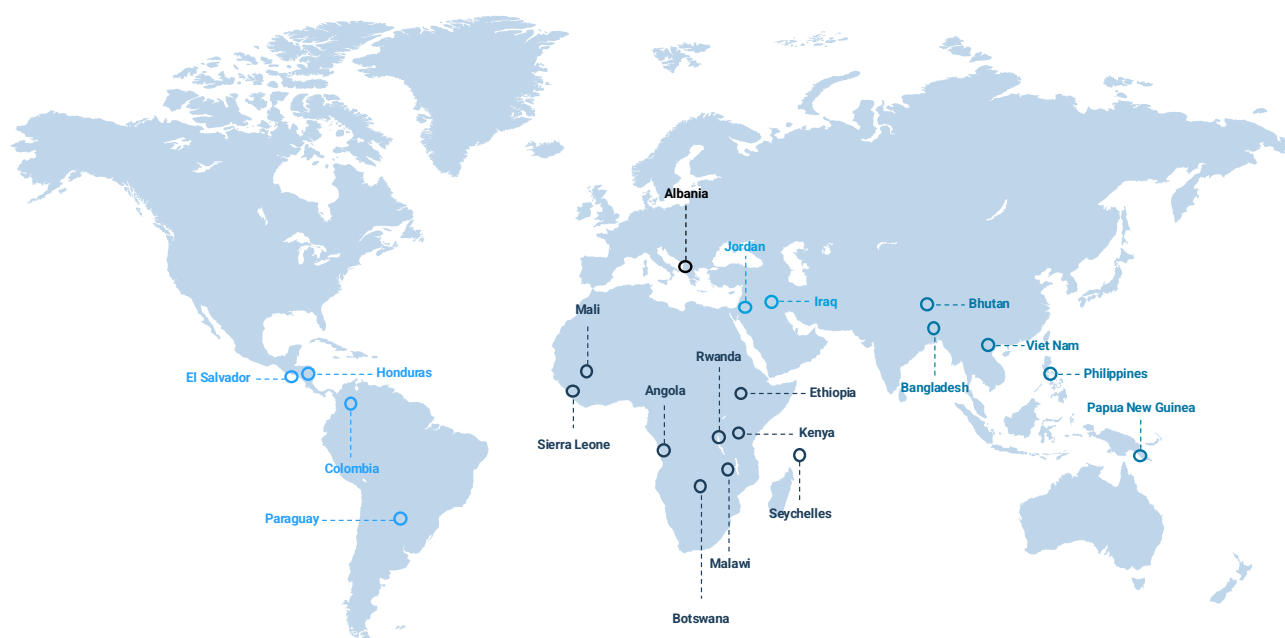 Albania
Jordan
Iraq
Bhutan
Mali
Viet Nam
Rwanda
El Salvador
Honduras
Philippines
Bangladesh
Angola
Ethiopia
Papua New Guinea
Kenya
Sierra Leone
Colombia
Seychelles
Paraguay
Malawi
Botswana